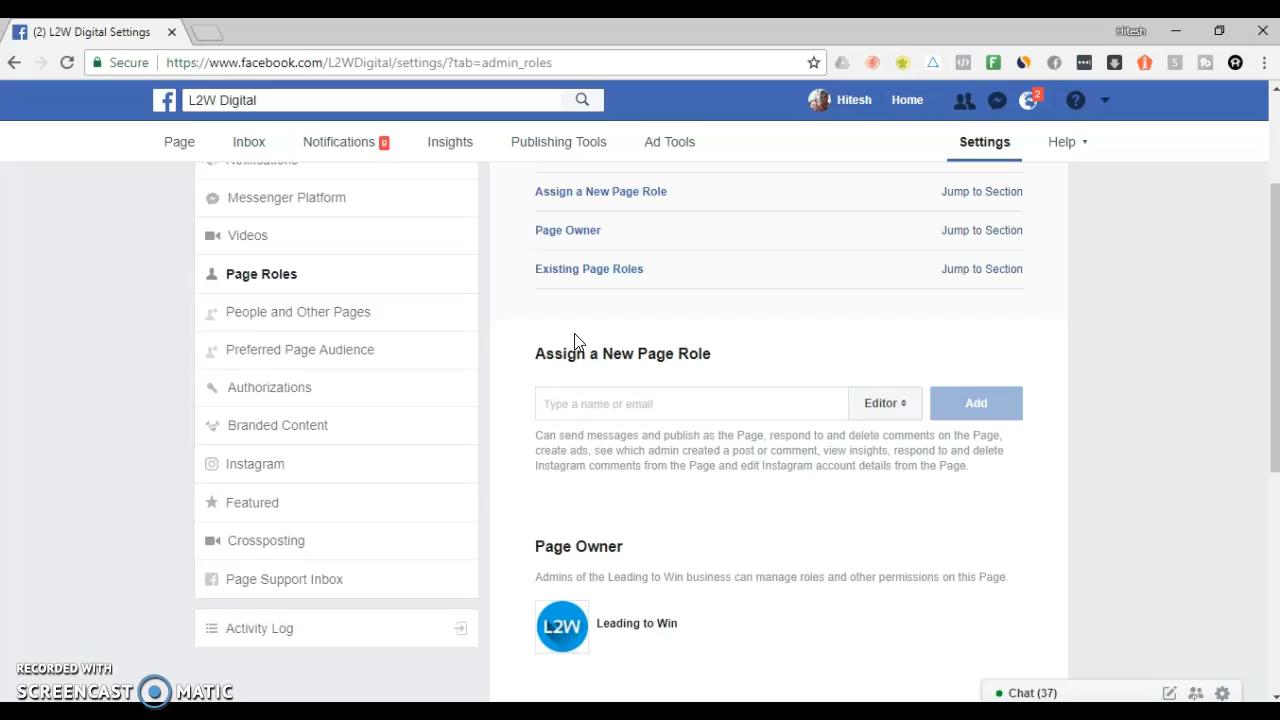 (2) L2W Digital Settings
Hitesh
Secure https://www.facebook.com/L2WDigital/settings/?tab=admin_roles
L2W Digital
Hitesh Home 2
Page Inbox Notifications 9 Insights Publishing Tools Ad Tools Settings Help
Notifications
Messenger Platform
Videos
Page Roles
People and Other Pages
Preferred Page Audience
Authorizations
Branded Content
Instagram
Featured
Crossposting
Page Support Inbox
Activity Log
Assign a New Page Role Jump to Section
Page Owner Jump to Section
Existing Page Roles Jump to Section
Assign a New Page Role
Type a name or email Editor Add
Can send messages and publish as the Page, respond to and delete comments on the Page,
create ads, see which admin created a post or comment, view insights, respond to and delete
Instagram comments from the Page and edit Instagram account details from the Page.
Page Owner
Admins of the Leading to Win business can manage roles and other permissions on this Page.
L2W Leading to Win
RECORDED WITH
SCREENCAST MATIC
Chat (37)